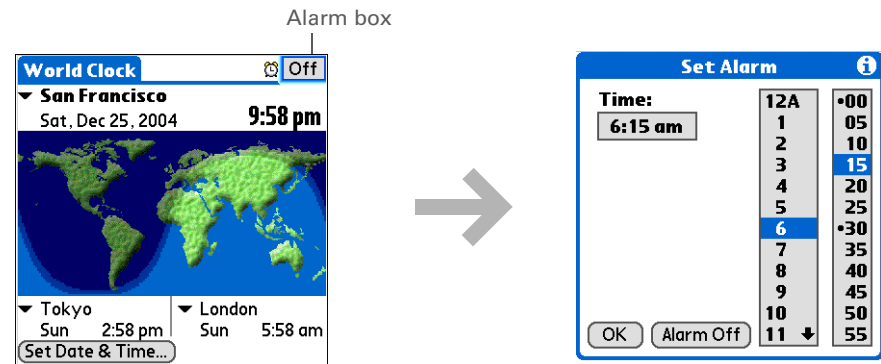 Alarm box
World Clock
Off
San Francisco
Sat, Dec 25, 2004
9:58 pm
Tokyo
Sun 2:58 pm
London
Sun 5:58 am
Set Date & Time...
Set Alarm
i
Time:
6:15 am
12A
1
2
3
4
5
6
7
8
9
10
11
•00
05
10
15
20
25
•30
35
40
45
50
55
OK
Alarm Off